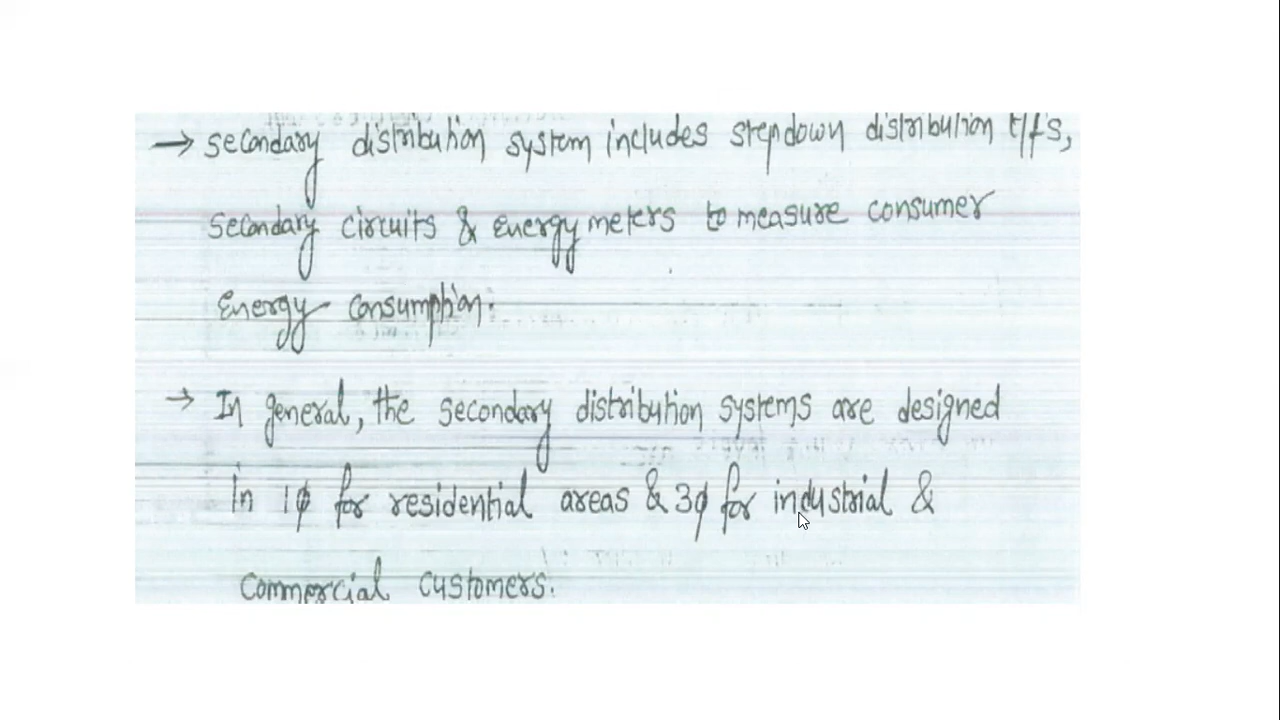 → secondary distribution system includes stepdown distribution t/fs,
secondary circuits & energy meters to measure consumer
Energy consumption.
→ In general, the secondary distribution systems are designed
in 1φ for residential areas & 3φ for industrial &
commercial customers.